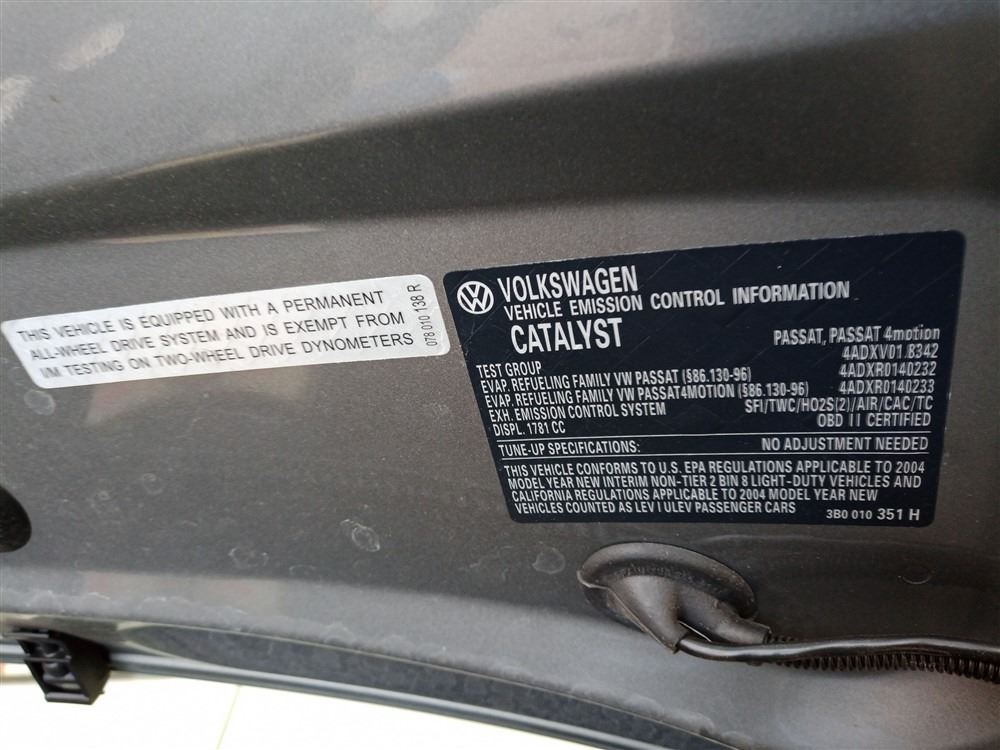 THIS VEHICLE IS EQUIPPED WITH A PERMANENT
ALL-WHEEL DRIVE SYSTEM AND IS EXEMPT FROM
I/M TESTING ON TWO-WHEEL DRIVE DYNOMETERS
078 010 138 R
VOLKSWAGEN
VEHICLE EMISSION CONTROL INFORMATION
CATALYST
PASSAT, PASSAT 4motion
TEST GROUP 4ADXV01.8342
EVAP. REFUELING FAMILY VW PASSAT (§86.130-96) 4ADXR0140232
EVAP. REFUELING FAMILY VW PASSAT4MOTION (§86.130-96) 4ADXR0140233
EXH. EMISSION CONTROL SYSTEM SFI/TWC/HO2S(2)/AIR/CAC/TC
DISPL. 1781 CC OBD II CERTIFIED
TUNE-UP SPECIFICATIONS: NO ADJUSTMENT NEEDED
THIS VEHICLE CONFORMS TO U.S. EPA REGULATIONS APPLICABLE TO 2004
MODEL YEAR NEW INTERIM NON-TIER 2 BIN 8 LIGHT-DUTY VEHICLES AND
CALIFORNIA REGULATIONS APPLICABLE TO 2004 MODEL YEAR NEW
VEHICLES COUNTED AS LEV I ULEV PASSENGER CARS
3B0 010 351 H